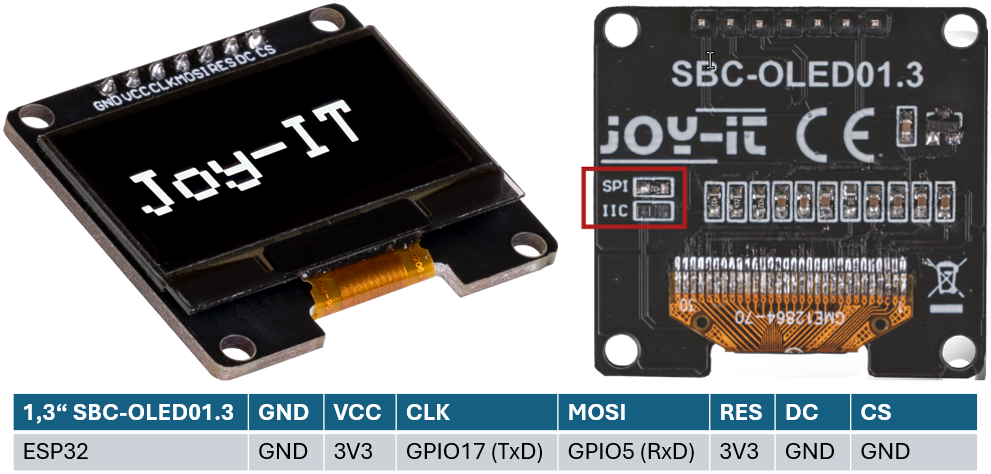 GND VCC CLK MOSI RES DC CS
Joy-IT
SBC-OLED01.3
JOY-iT CE
SPI
IIC
30 1
GME12864-70
1,3“ SBC-OLED01.3 GND VCC CLK MOSI RES DC CS
ESP32 GND 3V3 GPIO17 (TxD) GPIO5 (RxD) 3V3 GND GND